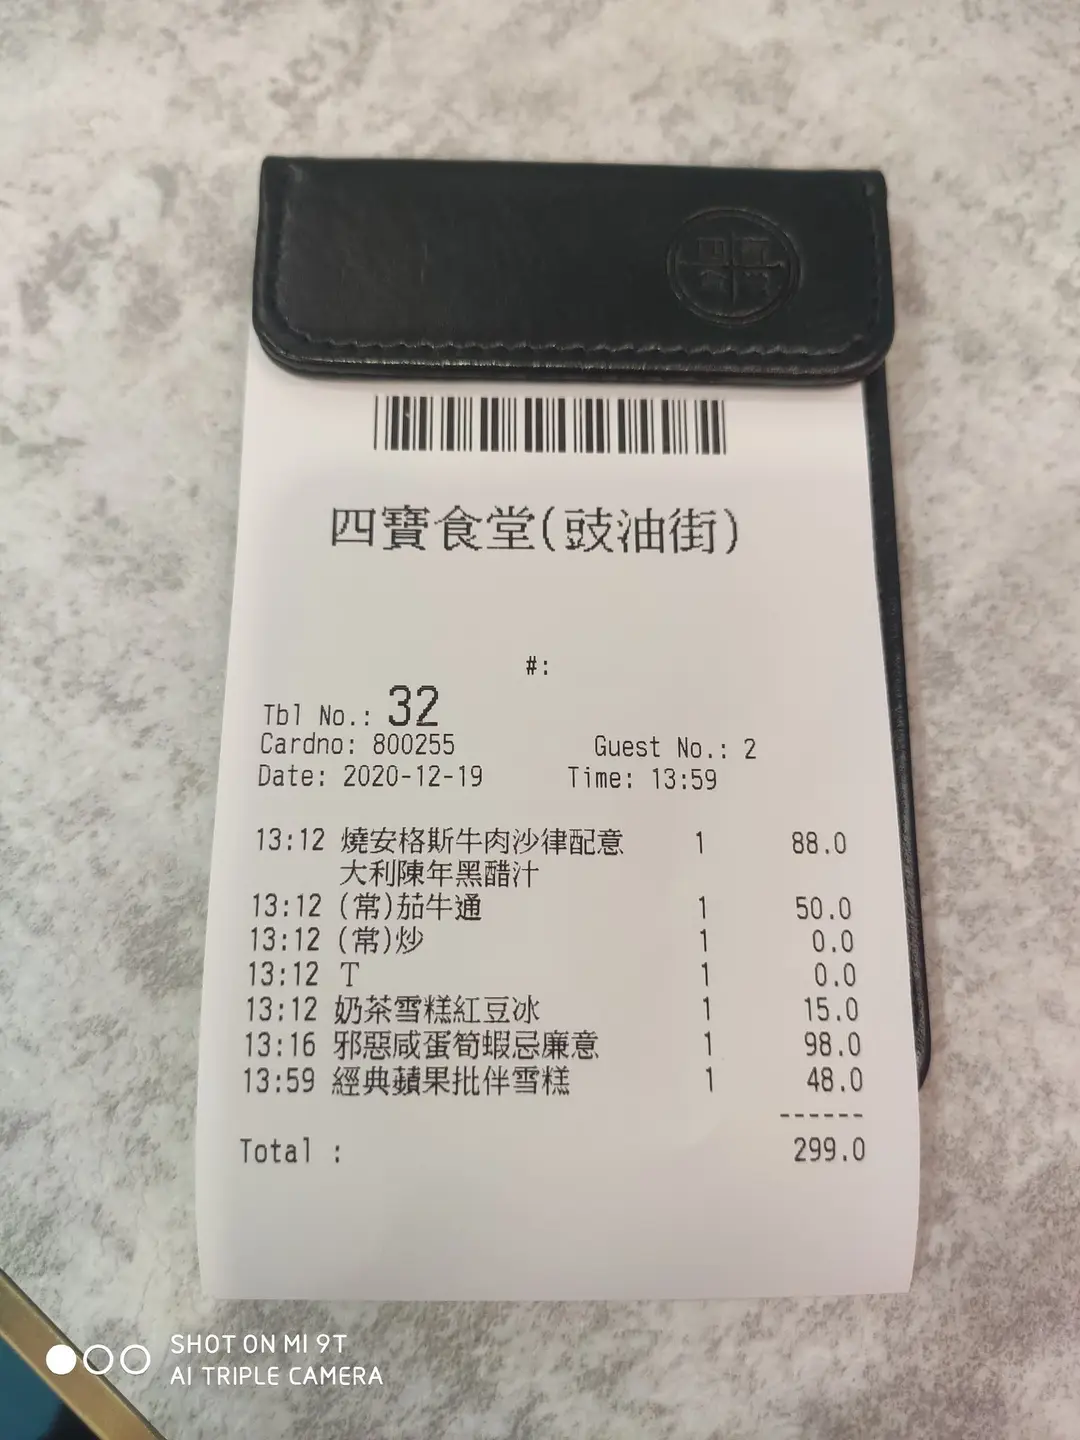 四寶食堂(豉油街)
#:
Tbl No.: 32
Cardno: 800255 Guest No.: 2
Date: 2020-12-19 Time: 13:59
13:12 燒安格斯牛肉沙律配意 1 88.0
大利陳年黑醋汁
13:12 (常)茄牛通 1 50.0
13:12 (常)炒 1 0.0
13:12 T 1 0.0
13:12 奶茶雪糕紅豆冰 1 15.0
13:16 邪惡咸蛋筍蝦忌廉意 1 98.0
13:59 經典蘋果批伴雪糕 1 48.0
------
Total : 299.0
SHOT ON MI 9T
AI TRIPLE CAMERA